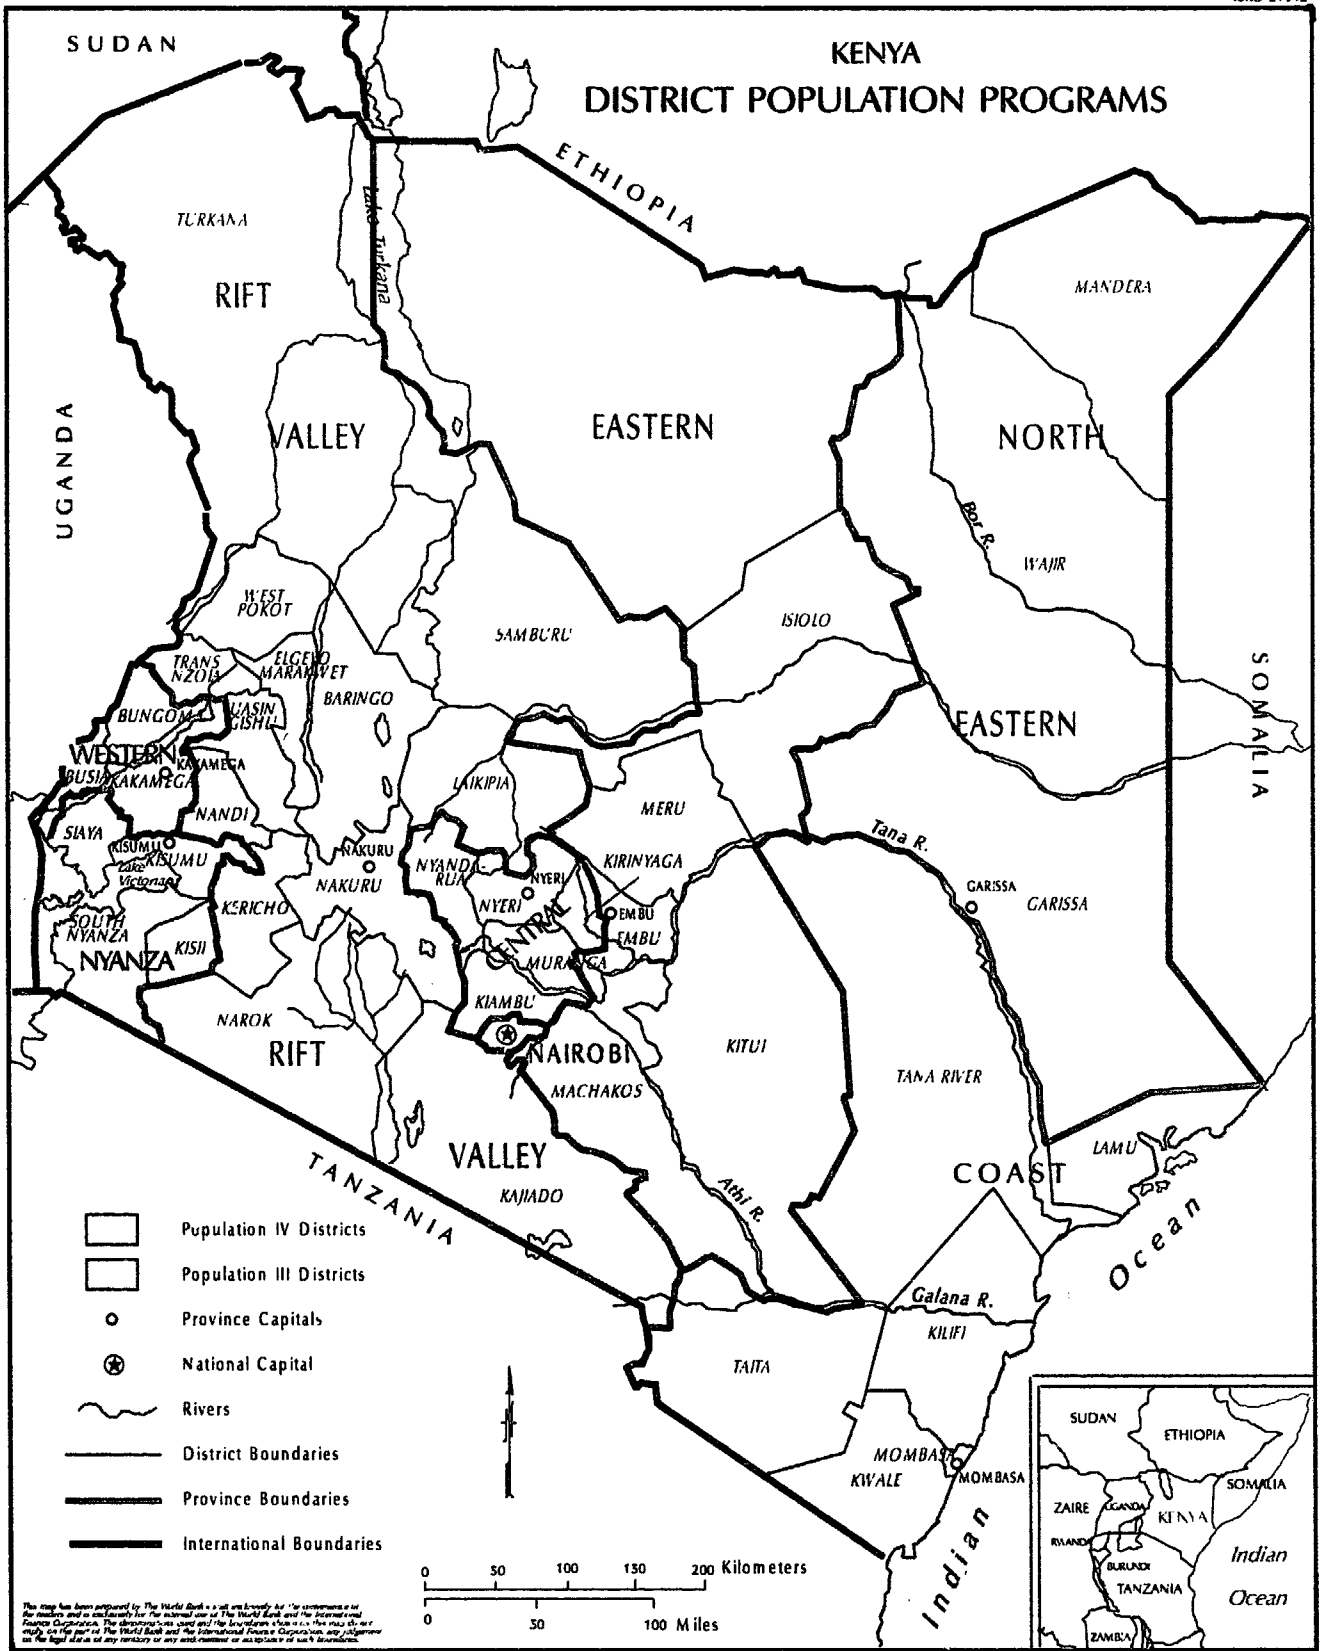 SUDAN
KENYA
DISTRICT POPULATION PROGRAMS
ETHIOPIA
TURKANA
Lake Turkana
RIFT
MANDERA
UGANDA
VALLEY
EASTERN
NORTH
Bor R.
WAJIR
WEST
POKOT
ISIOLO
SAMBURU
TRANS
NZOIA
ELGEYO
MARAKWET
BARINGO
SOMALIA
BUNGOMA
UASIN
GISHU
EASTERN
WESTERN
KAKAMEGA
BUSIA
KAKAMEGA
LAIKIPIA
NANDI
MERU
SIAYA
KISUMU
KISUMU
Lake
NAKURU
NYANDA-
RUA
NYERI
KIRINYAGA
Tana R.
GARISSA
GARISSA
NAKURU
NYERI
KERICHO
CENTRAL
EMBU
EMBU
SOUTH
NYANZA
NYANZA
KISII
MURANGA
KIAMBU
NAROK
RIFT
NAIROBI
KITUI
MACHAKOS
TANA RIVER
VALLEY
LAMU
COAST
TANZANIA
KAJIADO
Athi R.
Galana R.
KILIFI
TAITA
MOMBASA
MOMBASA
KWALE
Indian Ocean
Pupulation IV Districts
Population III Districts
Province Capitals
National Capital
Rivers
District Boundaries
Province Boundaries
International Boundaries
0 50 100 150 200 Kilometers
0 50 100 Miles
SUDAN
ETHIOPIA
SOMALIA
ZAIRE
UGANDA
KENYA
RWANDA
BURUNDI
TANZANIA
Indian
Ocean
ZAMBIA